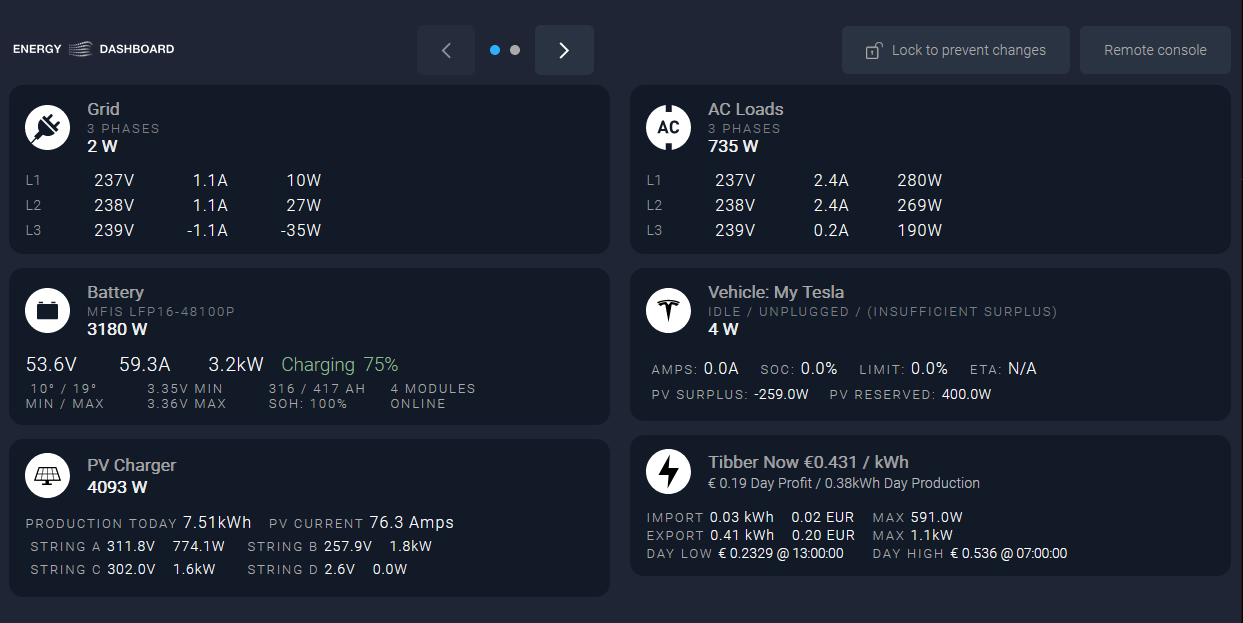 ENERGY DASHBOARD
Lock to prevent changes
Remote console
Grid
3 PHASES
2 W
L1 237V 1.1A 10W
L2 238V 1.1A 27W
L3 239V -1.1A -35W
AC
AC Loads
3 PHASES
735 W
L1 237V 2.4A 280W
L2 238V 2.4A 269W
L3 239V 0.2A 190W
Battery
MFIS LFP16-48100P
3180 W
53.6V 59.3A 3.2kW Charging 75%
10° / 19° 3.35V MIN 316 / 417 AH 4 MODULES
MIN / MAX 3.36V MAX SOH: 100% ONLINE
Vehicle: My Tesla
IDLE / UNPLUGGED / (INSUFFICIENT SURPLUS)
4 W
AMPS: 0.0A SOC: 0.0% LIMIT: 0.0% ETA: N/A
PV SURPLUS: -259.0W PV RESERVED: 400.0W
PV Charger
4093 W
PRODUCTION TODAY 7.51kWh PV CURRENT 76.3 Amps
STRING A 311.8V 774.1W STRING B 257.9V 1.8kW
STRING C 302.0V 1.6kW STRING D 2.6V 0.0W
Tibber Now €0.431 / kWh
€ 0.19 Day Profit / 0.38kWh Day Production
IMPORT 0.03 kWh 0.02 EUR MAX 591.0W
EXPORT 0.41 kWh 0.20 EUR MAX 1.1kW
DAY LOW € 0.2329 @ 13:00:00 DAY HIGH € 0.536 @ 07:00:00